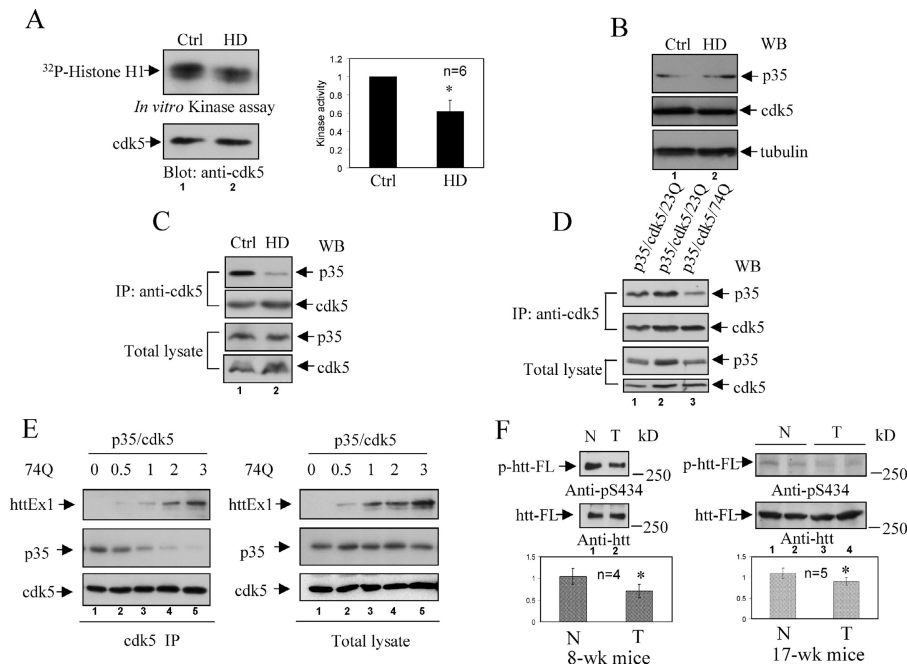 A
Ctrl HD
32P-Histone H1
In vitro Kinase assay
cdk5
Blot: anti-cdk5
1 2
Kinase activity
1.2
1
0.8
0.6
0.4
0.2
0
n=6
*
Ctrl HD
B
Ctrl HD WB
p35
cdk5
tubulin
1 2
C
Ctrl HD WB
IP: anti-cdk5
p35
cdk5
Total lysate
p35
cdk5
1 2
D
p35/cdk5/23Q
p35/cdk5/23Q
p35/cdk5/74Q
WB
IP: anti-cdk5
p35
cdk5
Total lysate
p35
cdk5
1 2 3
E
p35/cdk5
74Q 0 0.5 1 2 3
httEx1
p35
cdk5
1 2 3 4 5
cdk5 IP
p35/cdk5
74Q 0 0.5 1 2 3
httEx1
p35
cdk5
1 2 3 4 5
Total lysate
F
N T kD
p-htt-FL
250
Anti-pS434
htt-FL
250
Anti-htt
1 2
1.5
1
0.5
0
n=4
*
N T
8-wk mice
N T kD
p-htt-FL
250
Anti-pS434
htt-FL
250
Anti-htt
1 2 3 4
1.5
1
0.5
0
n=5
*
N T
17-wk mice